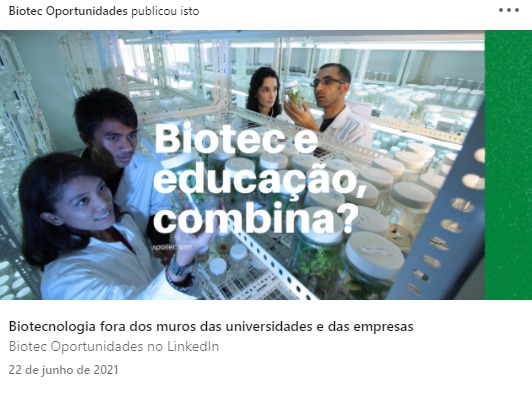 Biotec Oportunidades publicou isto
Biotec e
educação,
combina?
spoiler: sim!
Biotecnologia fora dos muros das universidades e das empresas
Biotec Oportunidades no LinkedIn
22 de junho de 2021